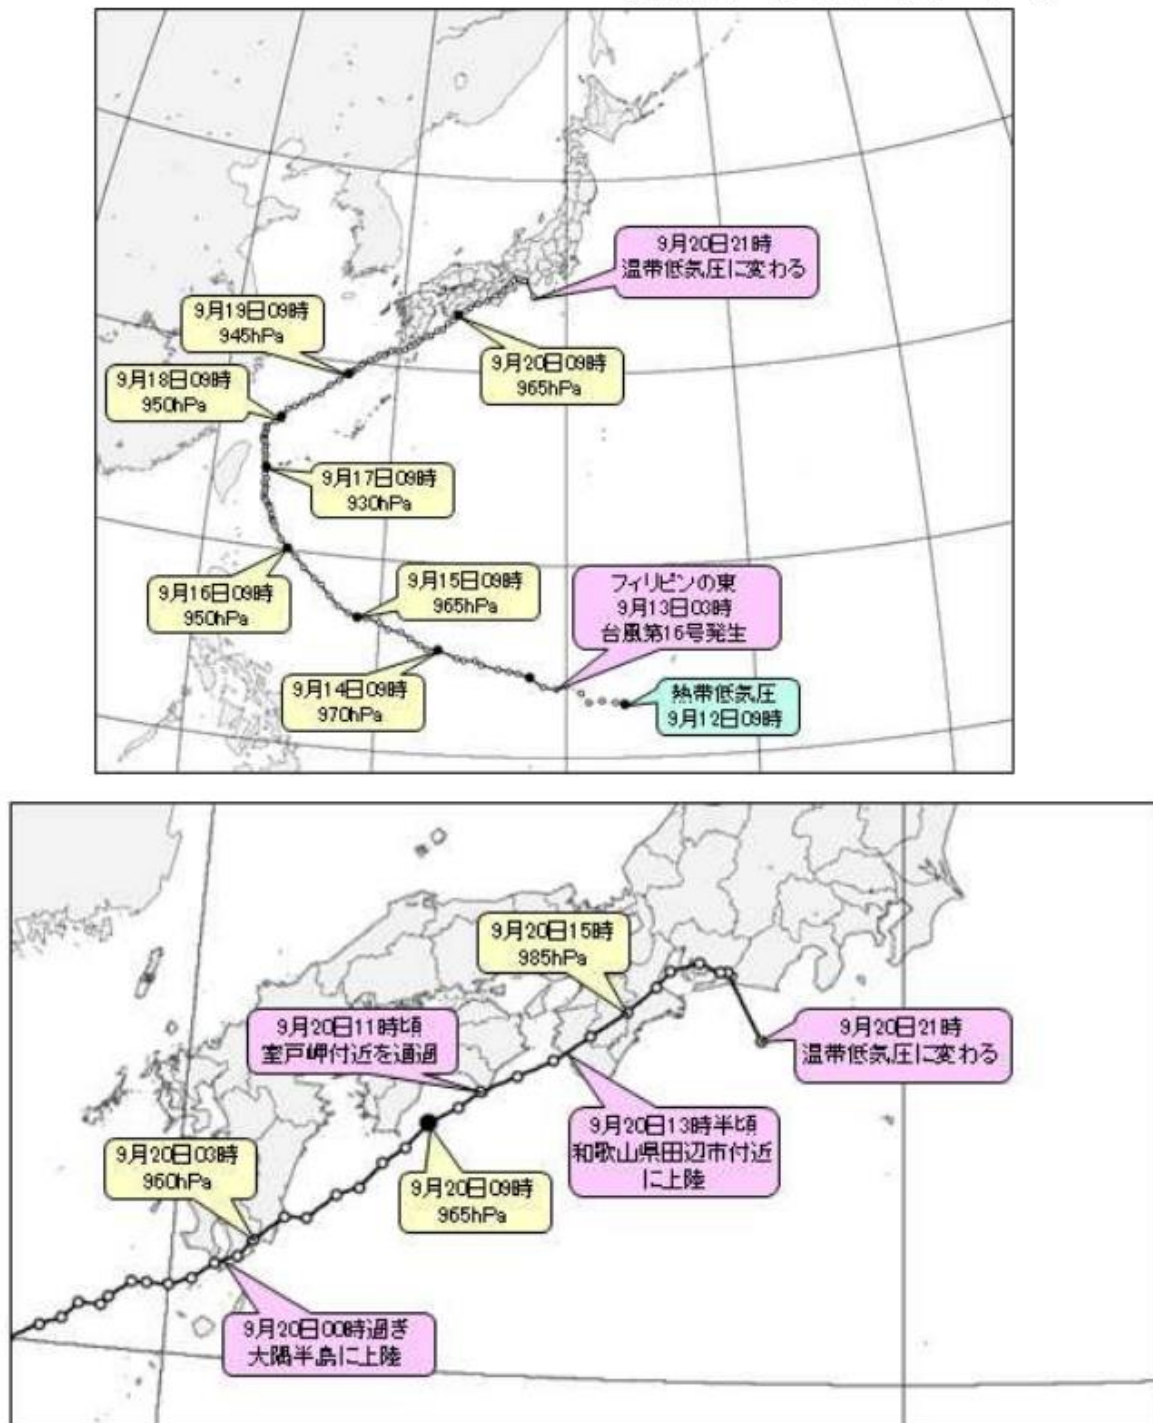 9月20日21時
温帯低気圧に変わる
9月19日09時
945hPa
9月20日09時
965hPa
9月18日09時
950hPa
9月17日09時
930hPa
9月16日09時
950hPa
9月15日09時
965hPa
フィリピンの東
9月13日03時
台風第16号発生
9月14日09時
970hPa
熱帯低気圧
9月12日09時
9月20日15時
985hPa
9月20日11時頃
室戸岬付近を通過
9月20日21時
温帯低気圧に変わる
9月20日13時半頃
和歌山県田辺市付近
に上陸
9月20日03時
960hPa
9月20日09時
965hPa
9月20日00時過ぎ
大隅半島に上陸